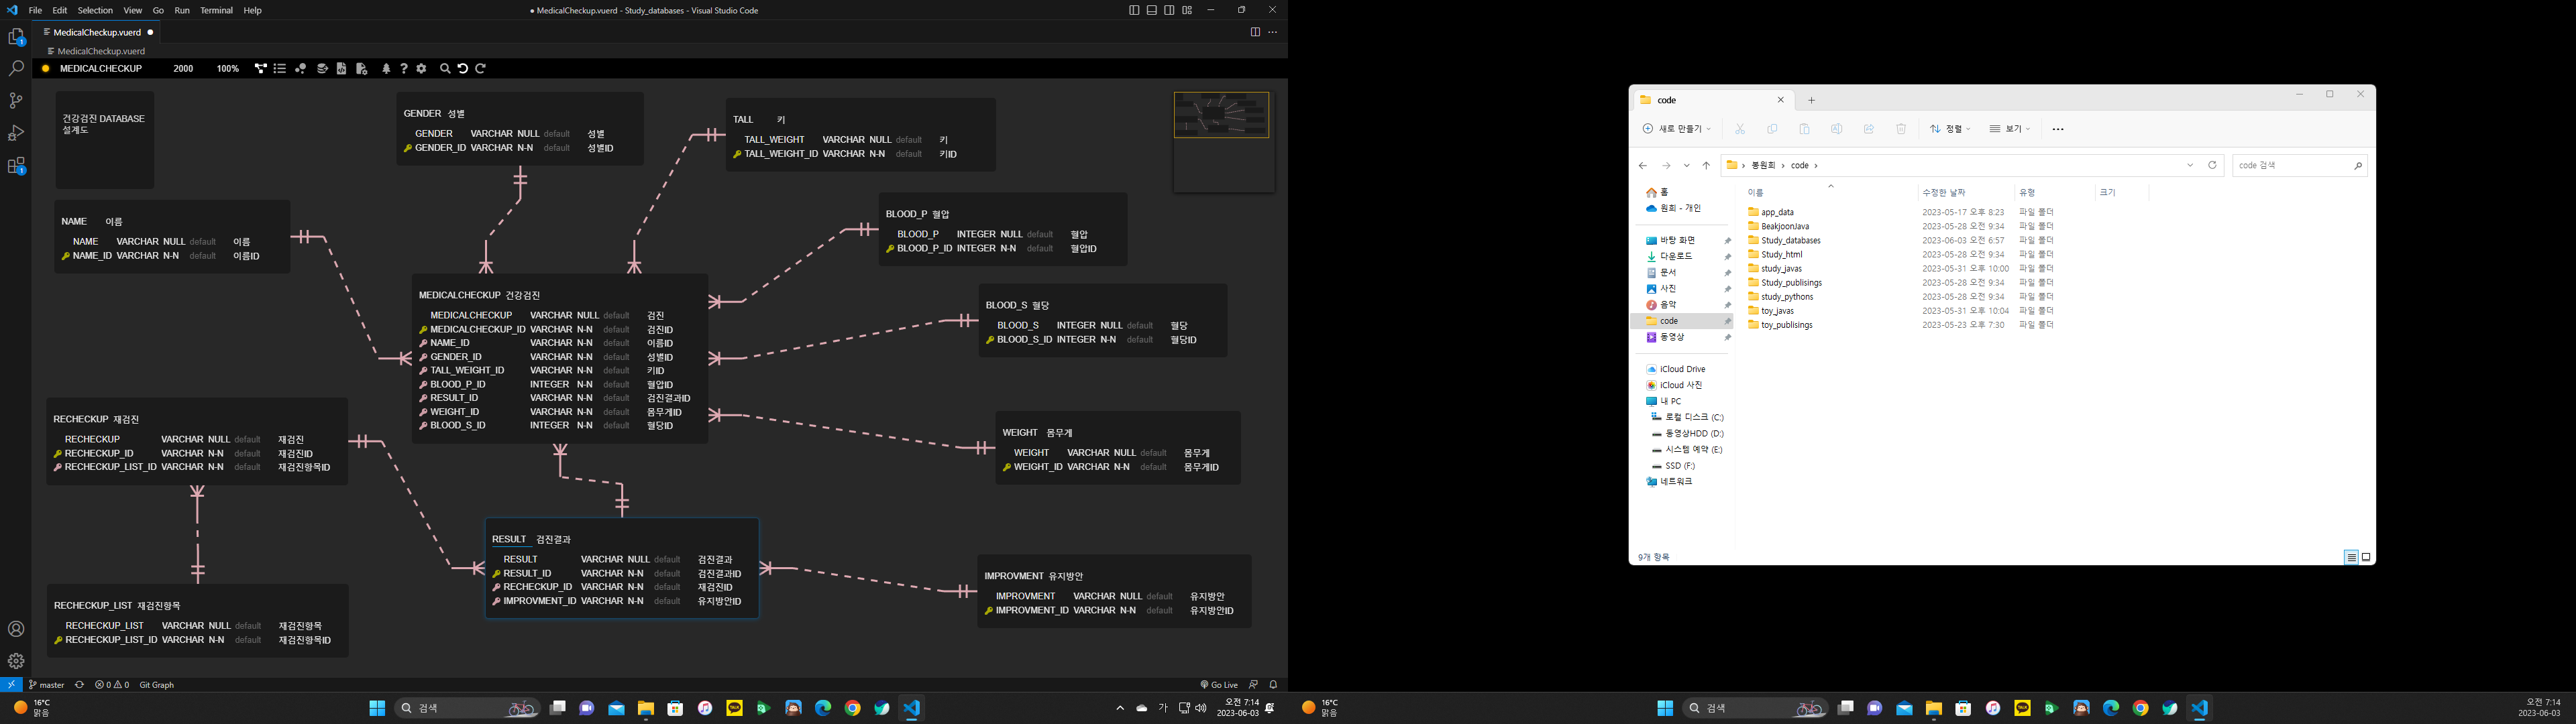 File Edit Selection View Go Run Terminal Help
● MedicalCheckup.vuerd - Study_databases - Visual Studio Code
MedicalCheckup.vuerd
MedicalCheckup.vuerd
MEDICALCHECKUP 2000 100%
건강검진 DATABASE
설계도
GENDER 성별
GENDER VARCHAR NULL default 성별
GENDER_ID VARCHAR N-N default 성별ID
TALL 키
TALL_WEIGHT VARCHAR NULL default 키
TALL_WEIGHT_ID VARCHAR N-N default 키ID
NAME 이름
NAME VARCHAR NULL default 이름
NAME_ID VARCHAR N-N default 이름ID
BLOOD_P 혈압
BLOOD_P INTEGER NULL default 혈압
BLOOD_P_ID INTEGER N-N default 혈압ID
MEDICALCHECKUP 건강검진
MEDICALCHECKUP VARCHAR NULL default 검진
MEDICALCHECKUP_ID VARCHAR N-N default 검진ID
NAME_ID VARCHAR N-N default 이름ID
GENDER_ID VARCHAR N-N default 성별ID
TALL_WEIGHT_ID VARCHAR N-N default 키ID
BLOOD_P_ID INTEGER N-N default 혈압ID
RESULT_ID VARCHAR N-N default 검진결과ID
WEIGHT_ID VARCHAR N-N default 몸무게ID
BLOOD_S_ID INTEGER N-N default 혈당ID
BLOOD_S 혈당
BLOOD_S INTEGER NULL default 혈당
BLOOD_S_ID INTEGER N-N default 혈당ID
RECHECKUP 재검진
RECHECKUP VARCHAR NULL default 재검진
RECHECKUP_ID VARCHAR N-N default 재검진ID
RECHECKUP_LIST_ID VARCHAR N-N default 재검진항목ID
WEIGHT 몸무게
WEIGHT VARCHAR NULL default 몸무게
WEIGHT_ID VARCHAR N-N default 몸무게ID
RESULT 검진결과
RESULT VARCHAR NULL default 검진결과
RESULT_ID VARCHAR N-N default 검진결과ID
RECHECKUP_ID VARCHAR N-N default 재검진ID
IMPROVMENT_ID VARCHAR N-N default 유지방안ID
IMPROVMENT 유지방안
IMPROVMENT VARCHAR NULL default 유지방안
IMPROVMENT_ID VARCHAR N-N default 유지방안ID
RECHECKUP_LIST 재검진항목
RECHECKUP_LIST VARCHAR NULL default 재검진항목
RECHECKUP_LIST_ID VARCHAR N-N default 재검진항목ID
master 0 0 Git Graph Go Live
16°C
맑음
검색
가
오전 7:14
2023-06-03
code
새로 만들기 정렬 보기
봉원희 > code > code 검색
이름 수정한 날짜 유형 크기
홈
원희 - 개인
바탕 화면
다운로드
문서
사진
음악
code
동영상
iCloud Drive
iCloud 사진
내 PC
로컬 디스크 (C:)
동영상HDD (D:)
시스템 예약 (E:)
SSD (F:)
네트워크
app_data 2023-05-17 오후 8:23 파일 폴더
BeakjoonJava 2023-05-28 오전 9:34 파일 폴더
Study_databases 2023-06-03 오전 6:57 파일 폴더
Study_html 2023-05-28 오전 9:34 파일 폴더
study_javas 2023-05-31 오후 10:00 파일 폴더
Study_publisings 2023-05-28 오전 9:34 파일 폴더
study_pythons 2023-05-28 오전 9:34 파일 폴더
toy_javas 2023-05-31 오후 10:04 파일 폴더
toy_publisings 2023-05-23 오후 7:30 파일 폴더
9개 항목
16°C
맑음
검색
오전 7:14
2023-06-03